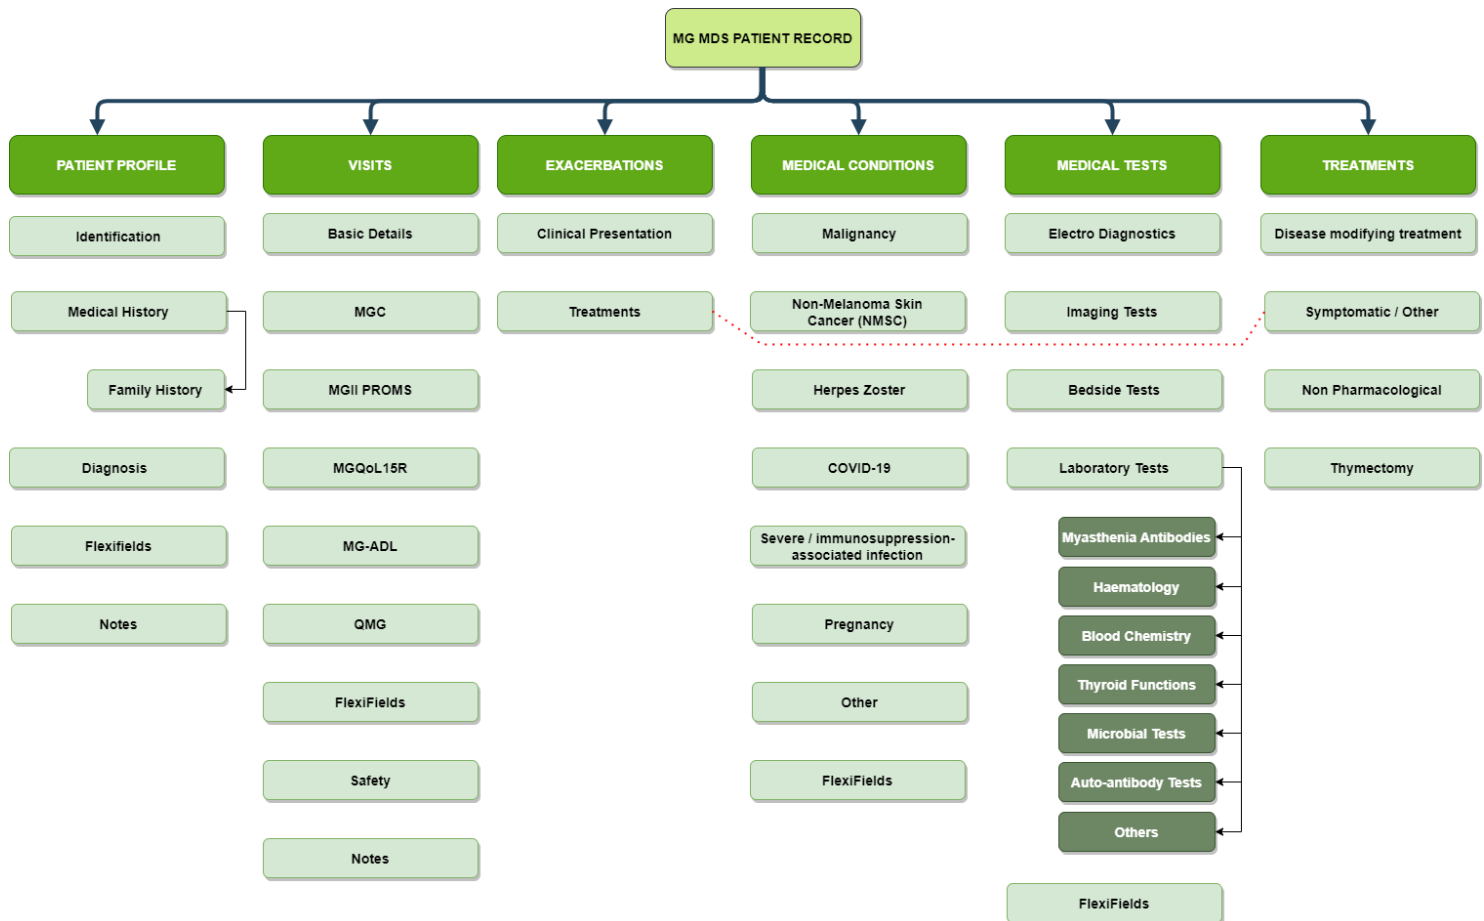 MG MDS PATIENT RECORD
PATIENT PROFILE
Identification
Medical History
Family History
Diagnosis
Flexifields
Notes
VISITS
Basic Details
MGC
MGII PROMS
MGQoL15R
MG-ADL
QMG
FlexiFields
Safety
Notes
EXACERBATIONS
Clinical Presentation
Treatments
MEDICAL CONDITIONS
Malignancy
Non-Melanoma Skin
Cancer (NMSC)
Herpes Zoster
COVID-19
Severe / immunosuppression-
associated infection
Pregnancy
Other
FlexiFields
MEDICAL TESTS
Electro Diagnostics
Imaging Tests
Bedside Tests
Laboratory Tests
Myasthenia Antibodies
Haematology
Blood Chemistry
Thyroid Functions
Microbial Tests
Auto-antibody Tests
Others
FlexiFields
TREATMENTS
Disease modifying treatment
Symptomatic / Other
Non Pharmacological
Thymectomy